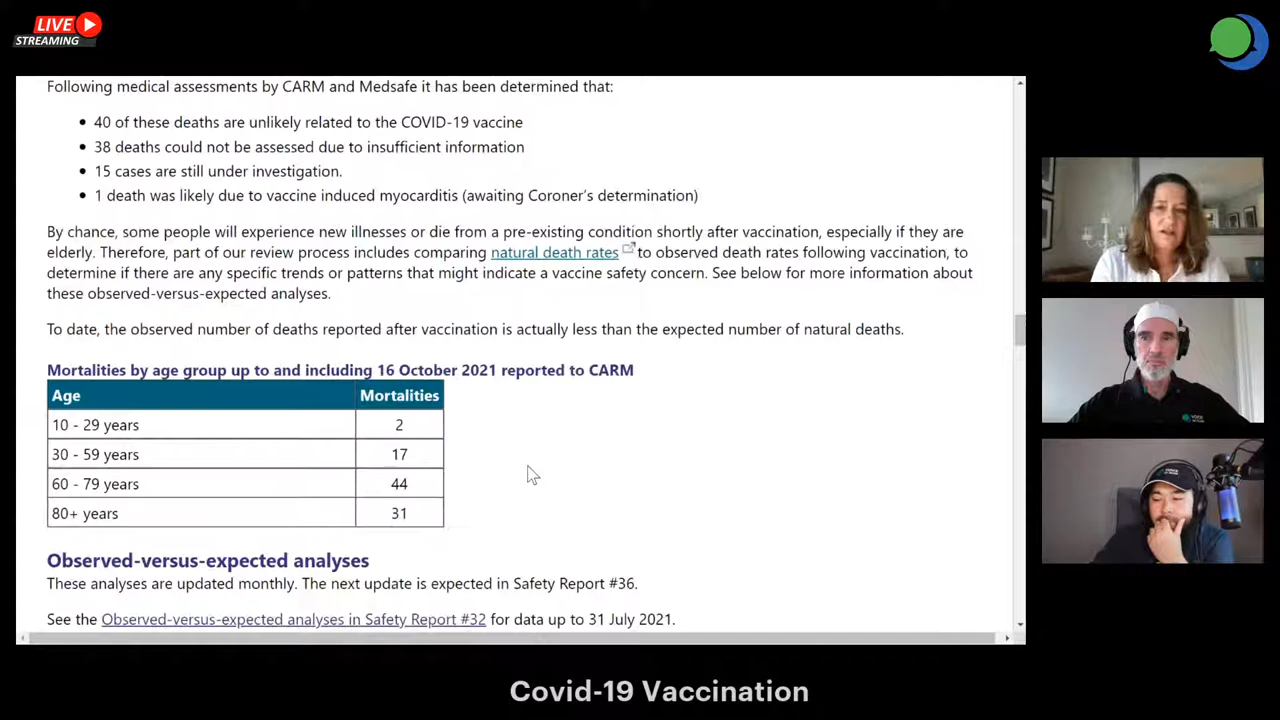 LIVE
STREAMING
Following medical assessments by CARM and Medsafe it has been determined that:
40 of these deaths are unlikely related to the COVID-19 vaccine
38 deaths could not be assessed due to insufficient information
15 cases are still under investigation.
1 death was likely due to vaccine induced myocarditis (awaiting Coroner's determination)
By chance, some people will experience new illnesses or die from a pre-existing condition shortly after vaccination, especially if they are
elderly. Therefore, part of our review process includes comparing natural death rates to observed death rates following vaccination, to
determine if there are any specific trends or patterns that might indicate a vaccine safety concern. See below for more information about
these observed-versus-expected analyses.
To date, the observed number of deaths reported after vaccination is actually less than the expected number of natural deaths.
Mortalities by age group up to and including 16 October 2021 reported to CARM
Age Mortalities
10 - 29 years 2
30 - 59 years 17
60 - 79 years 44
80+ years 31
Observed-versus-expected analyses
These analyses are updated monthly. The next update is expected in Safety Report #36.
See the Observed-versus-expected analyses in Safety Report #32 for data up to 31 July 2021.
Covid-19 Vaccination